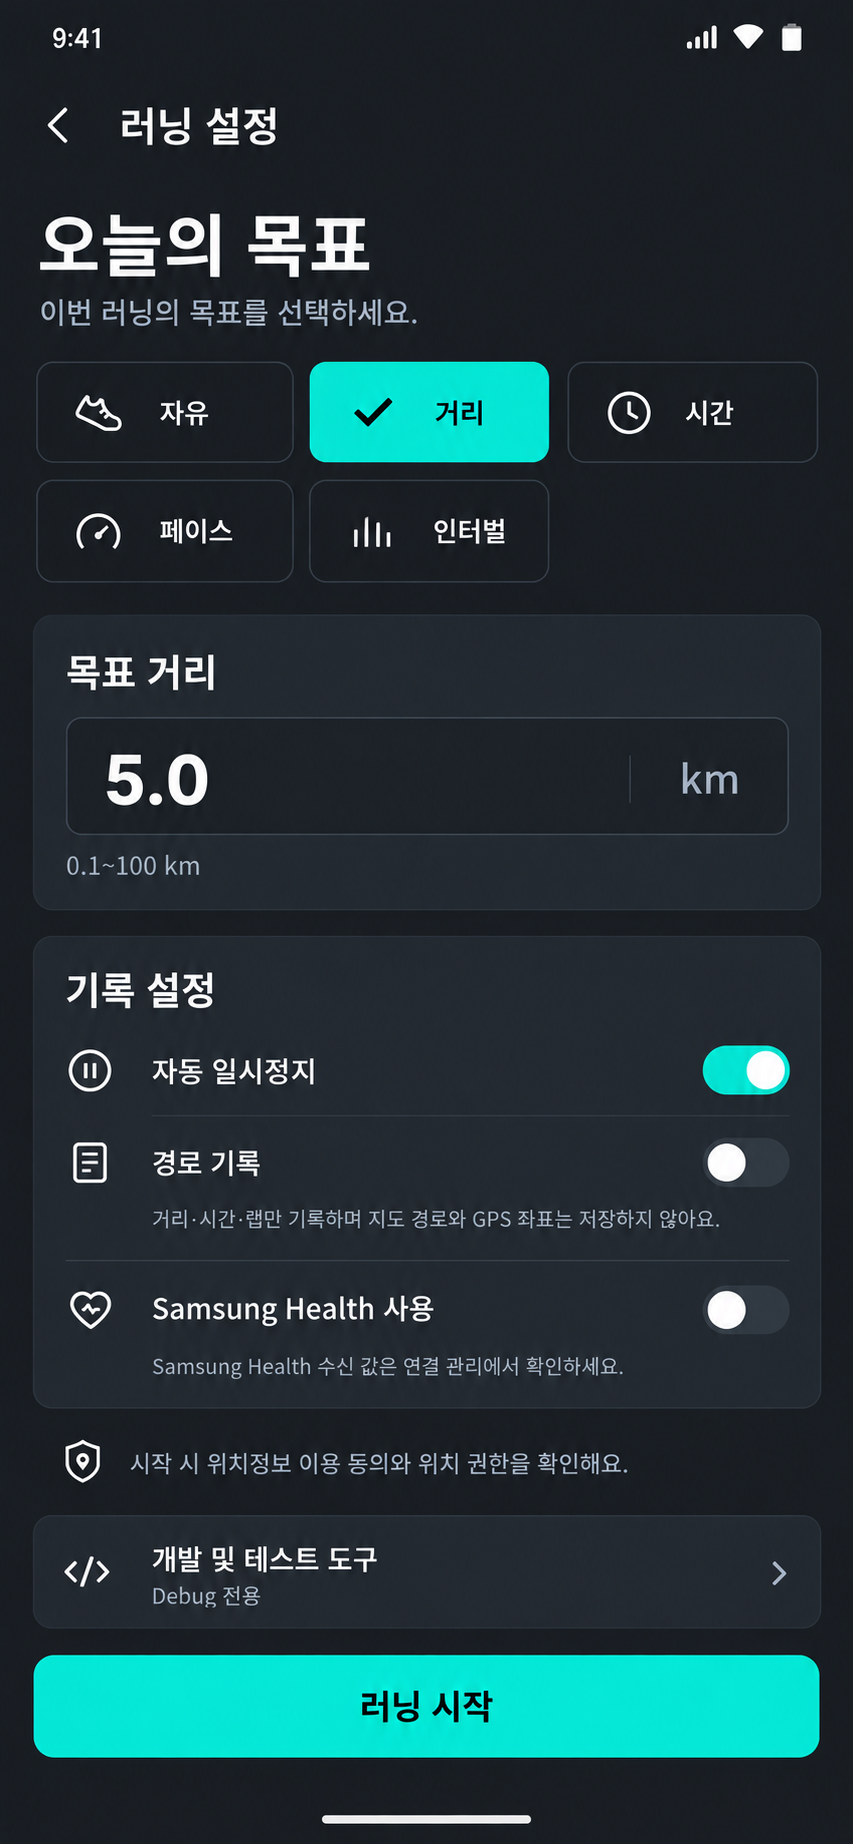 9:41
러닝 설정
오늘의 목표
이번 러닝의 목표를 선택하세요.
자유
거리
시간
페이스
인터벌
목표 거리
5.0 km
0.1~100 km
기록 설정
자동 일시정지
경로 기록
거리·시간·랩만 기록하며 지도 경로와 GPS 좌표는 저장하지 않아요.
Samsung Health 사용
Samsung Health 수신 값은 연결 관리에서 확인하세요.
시작 시 위치정보 이용 동의와 위치 권한을 확인해요.
개발 및 테스트 도구
Debug 전용
러닝 시작